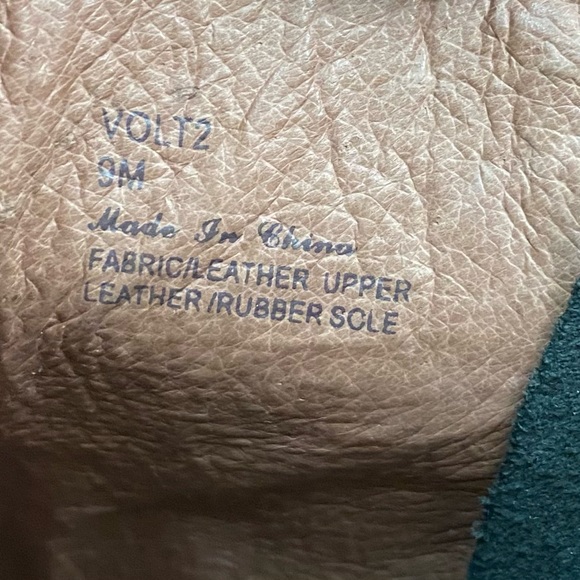 VOLT2
9M
Made In China
FABRIC/LEATHER UPPER
LEATHER/RUBBER SOLE